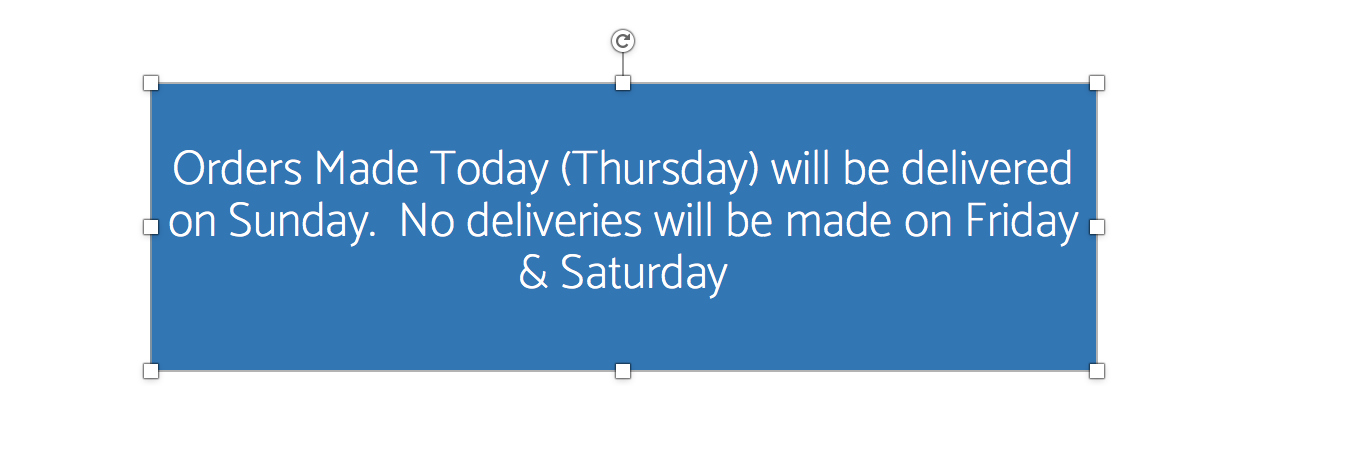 Orders Made Today (Thursday) will be delivered
on Sunday.  No deliveries will be made on Friday
& Saturday